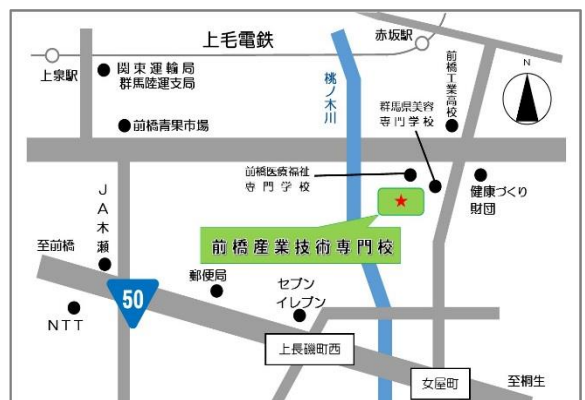 上毛電鉄
赤坂駅
上泉駅
関東運輸局
群馬陸運支局
前橋青果市場
桃ノ木川
前橋工業高校
N
群馬県美容
専門学校
前橋医療福祉
専門学校
健康づくり
財団
前橋産業技術専門校
JA木瀬
至前橋
50
郵便局
セブン
イレブン
NTT
上長磯町西
女屋町
至桐生